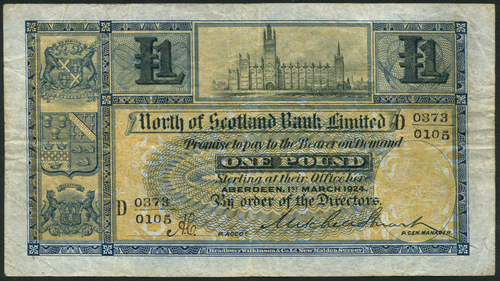 £1 £1
North of Scotland Bank Limited D 0373
0105
Promise to pay to the Bearer on Demand
ONE POUND
Sterling at their Office here
ABERDEEN, 1ST MARCH 1924.
D 0373
0105
By order of the Directors.
P. ACCOT. P. GEN. MANAGER.
Bradbury Wilkinson & Co. Ld. New Malden Surrey